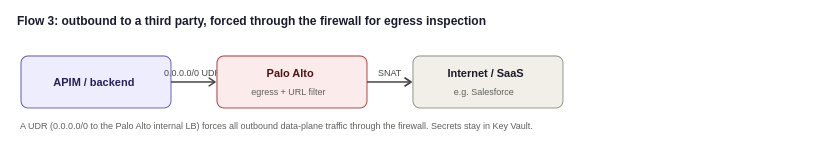 Flow 3: outbound to a third party, forced through the firewall for egress inspection
APIM / backend
0.0.0.0/0 UDR
Palo Alto
egress + URL filter
SNAT
Internet / SaaS
e.g. Salesforce
A UDR (0.0.0.0/0 to the Palo Alto internal LB) forces all outbound data-plane traffic through the firewall. Secrets stay in Key Vault.